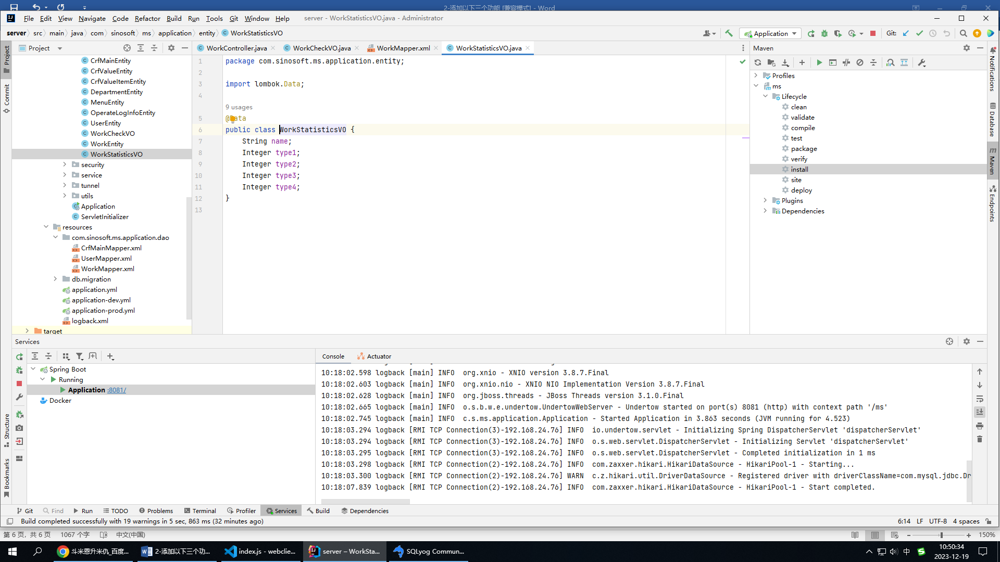 2-添加以下三个功能 [兼容模式] - Word
File Edit View Navigate Code Refactor Build Run Tools Git Window Help server - WorkStatisticsVO.java - Administrator
server src main java com sinosoft ms application entity WorkStatisticsVO Application Git:
Project
WorkController.java WorkCheckVO.java WorkMapper.xml WorkStatisticsVO.java
Maven
Project
Commit
Structure
Bookmarks
CrfMainEntity
CrfValueEntity
CrfValueItemEntity
DepartmentEntity
MenuEntity
OperateLogInfoEntity
UserEntity
WorkCheckVO
WorkEntity
WorkStatisticsVO
security
service
tunnel
utils
Application
ServletInitializer
resources
com.sinosoft.ms.application.dao
CrfMainMapper.xml
UserMapper.xml
WorkMapper.xml
db.migration
application.yml
application-dev.yml
application-prod.yml
logback.xml
target
1 package com.sinosoft.ms.application.entity;
2
3 import lombok.Data;
4
9 usages
5 @Data
6 public class WorkStatisticsVO {
7 String name;
8 Integer type1;
9 Integer type2;
10 Integer type3;
11 Integer type4;
12 }
13
Profiles
ms
Lifecycle
clean
validate
compile
test
package
verify
install
site
deploy
Plugins
Dependencies
Notifications
Database
Maven
Endpoints
Services
Spring Boot
Running
Application :8081/
Docker
Console Actuator
10:18:02.598 logback [main] INFO  org.xnio - XNIO version 3.8.7.Final
10:18:02.603 logback [main] INFO  org.xnio.nio - XNIO NIO Implementation Version 3.8.7.Final
10:18:02.628 logback [main] INFO  org.jboss.threads - JBoss Threads version 3.1.0.Final
10:18:02.665 logback [main] INFO  o.s.b.w.e.undertow.UndertowWebServer - Undertow started on port(s) 8081 (http) with context path '/ms'
10:18:02.745 logback [main] INFO  c.s.ms.application.Application - Started Application in 3.863 seconds (JVM running for 4.523)
10:18:03.294 logback [RMI TCP Connection(3)-192.168.24.76] INFO  io.undertow.servlet - Initializing Spring DispatcherServlet 'dispatcherServlet'
10:18:03.294 logback [RMI TCP Connection(3)-192.168.24.76] INFO  o.s.web.servlet.DispatcherServlet - Initializing Servlet 'dispatcherServlet'
10:18:03.295 logback [RMI TCP Connection(3)-192.168.24.76] INFO  o.s.web.servlet.DispatcherServlet - Completed initialization in 1 ms
10:18:03.298 logback [RMI TCP Connection(2)-192.168.24.76] INFO  com.zaxxer.hikari.HikariDataSource - HikariPool-1 - Starting...
10:18:03.300 logback [RMI TCP Connection(2)-192.168.24.76] WARN  c.z.hikari.util.DriverDataSource - Registered driver with driverClassName=com.mysql.jdbc.Dr
10:18:07.839 logback [RMI TCP Connection(2)-192.168.24.76] INFO  com.zaxxer.hikari.HikariDataSource - HikariPool-1 - Start completed.
Git Find Run TODO Problems Terminal Profiler Services Build Dependencies
Build completed successfully with 19 warnings in 5 sec, 863 ms (32 minutes ago) 6:14 LF UTF-8 4 spaces
第 6 页，共 6 页 1067 个字 中文(中国) 150%
斗米恩升米仇_百度... 2-添加以下三个功... index.js - webclie... server – WorkSta... SQLyog Commun... 中 10:50:34
2023-12-19